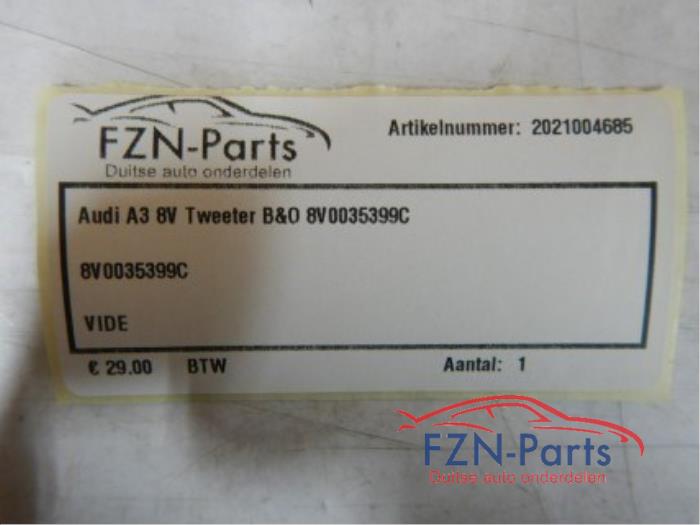 FZN-Parts
Duitse auto onderdelen
Artikelnummer: 2021004685
Audi A3 8V Tweeter B&O 8V0035399C
8V0035399C
VIDE
€ 29.00 BTW Aantal: 1
FZN-Parts
Duitse auto onderdelen